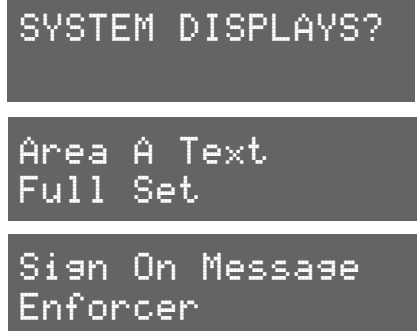 SYSTEM DISPLAYS?
Area A Text
Full Set
Sign On Message
Enforcer